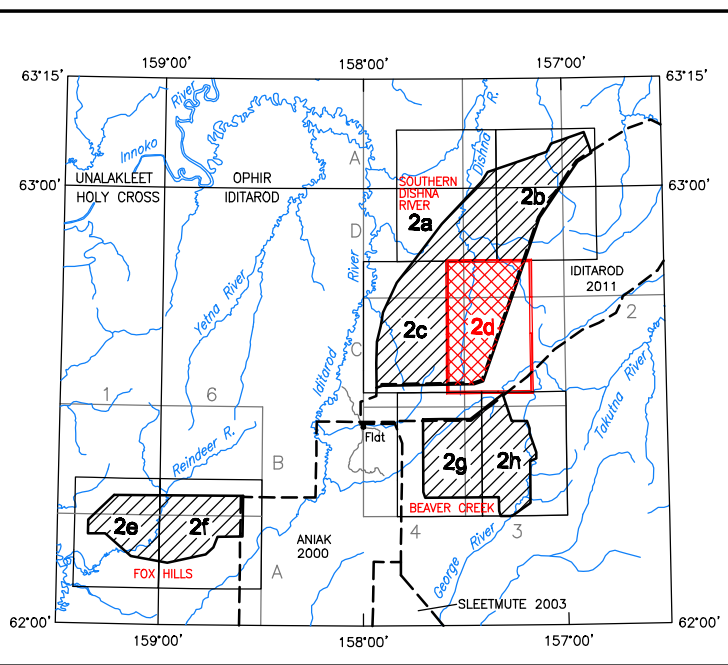 159°00'
158°00'
157°00'
63°15'
63°15'
River
Innoko
Dishna
R.
A
UNALAKLEET
OPHIR
HOLY CROSS
IDITAROD
63°00'
63°00'
SOUTHERN
DISHNA
RIVER
2a
2b
D
River
Yetna River
IDITAROD
2011
2
2c
2d
C
Iditarod
Takutna River
1
6
Reindeer R.
Flat
B
2g
2h
BEAVER CREEK
2e
2f
4
3
George River
ANIAK
2000
FOX HILLS
A
SLEETMUTE 2003
62°00'
62°00'
159°00'
158°00'
157°00'